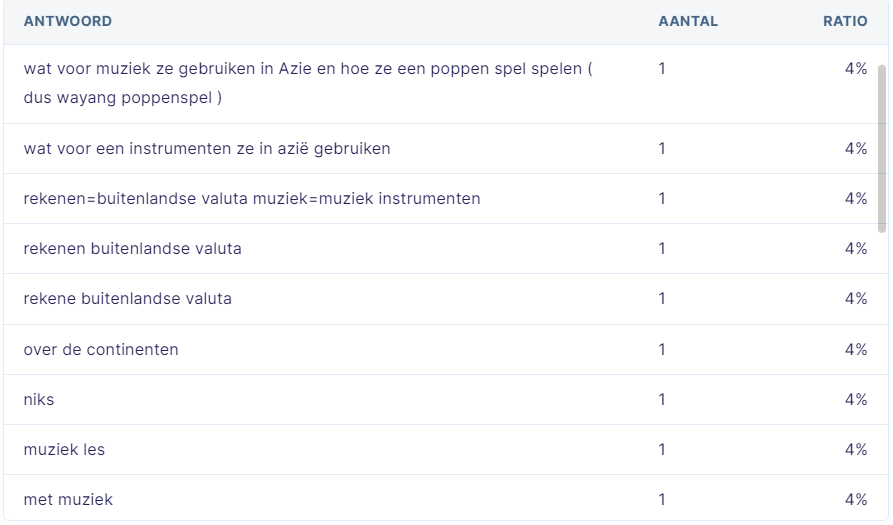 ANTWOORD AANTAL RATIO
wat voor muziek ze gebruiken in Azie en hoe ze een poppen spel spelen ( 1 4%
dus wayang poppenspel )
wat voor een instrumenten ze in azië gebruiken 1 4%
rekenen=buitenlandse valuta muziek=muziek instrumenten 1 4%
rekenen buitenlandse valuta 1 4%
rekene buitenlandse valuta 1 4%
over de continenten 1 4%
niks 1 4%
muziek les 1 4%
met muziek 1 4%